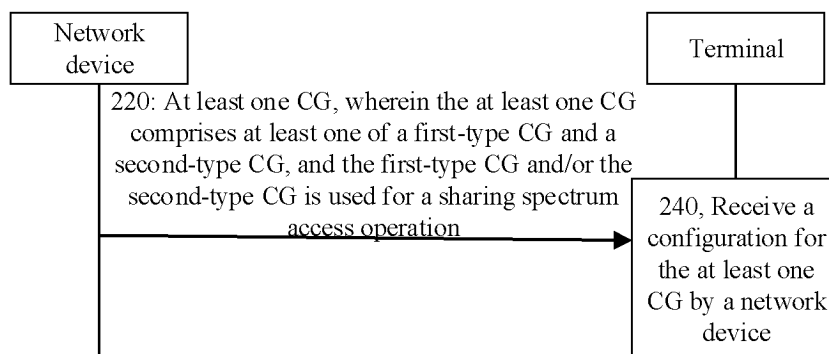 Network
device
Terminal
220: At least one CG, wherein the at least one CG
comprises at least one of a first-type CG and a
second-type CG, and the first-type CG and/or the
second-type CG is used for a sharing spectrum
access operation
240, Receive a
configuration for
the at least one
CG by a network
device